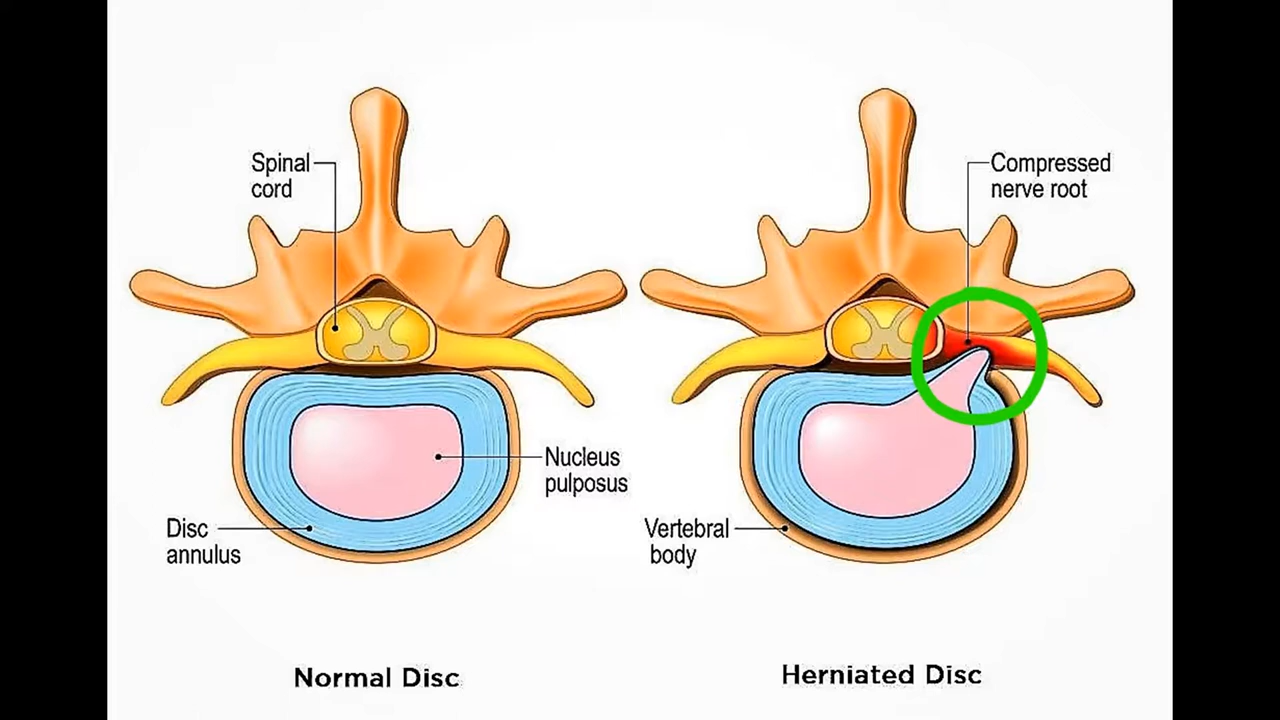 Spinal
cord
Compressed
nerve root
Nucleus
pulposus
Disc
annulus
Vertebral
body
Normal Disc
Herniated Disc